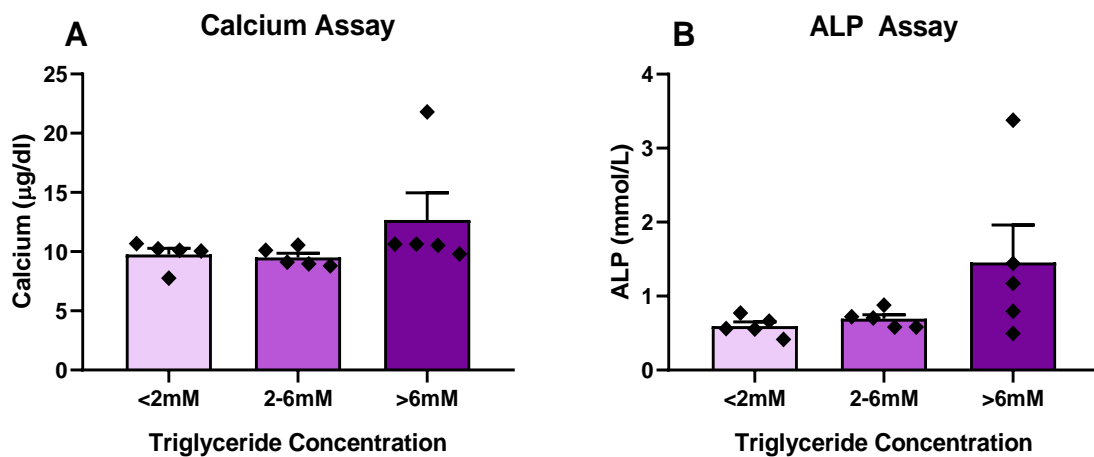 A
Calcium Assay
25
20
15
10
5
0
Calcium (μg/dl)
<2mM
2-6mM
>6mM
Triglyceride Concentration
B
ALP Assay
4
3
2
1
0
ALP (mmol/L)
<2mM
2-6mM
>6mM
Triglyceride Concentration